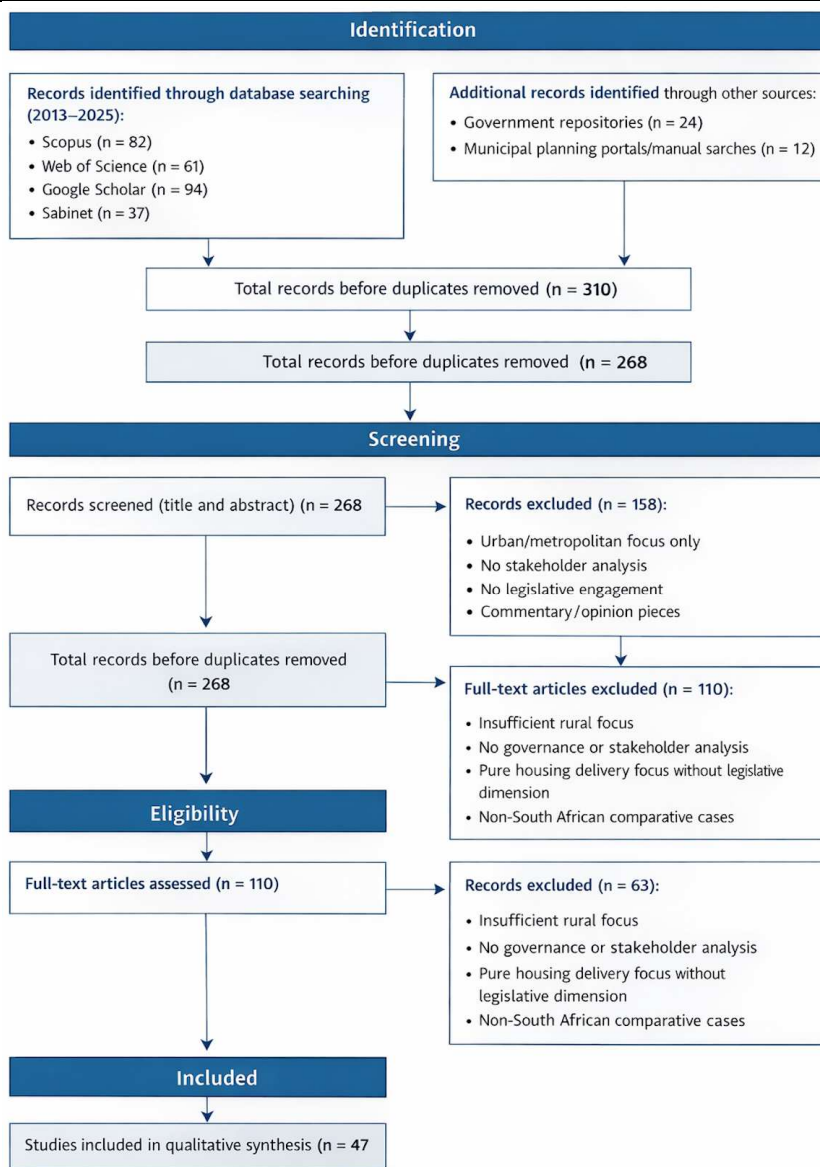 Identification
Records identified through database searching
(2013–2025):
• Scopus (n = 82)
• Web of Science (n = 61)
• Google Scholar (n = 94)
• Sabinet (n = 37)
Additional records identified through other sources:
• Government repositories (n = 24)
• Municipal planning portals/manual sarches (n = 12)
Total records before duplicates removed (n = 310)
Total records before duplicates removed (n = 268
Screening
Records screened (title and abstract) (n = 268
Records excluded (n = 158):
• Urban/metropolitan focus only
• No stakeholder analysis
• No legislative engagement
• Commentary/opinion pieces
Total records before duplicates removed
(n = 268
Full-text articles excluded (n = 110):
• Insufficient rural focus
• No governance or stakeholder analysis
• Pure housing delivery focus without legislative
dimension
• Non-South African comparative cases
Eligibility
Full-text articles assessed (n = 110)
Records excluded (n = 63):
• Insufficient rural focus
• No governance or stakeholder analysis
• Pure housing delivery focus without
legislative dimension
• Non-South African comparative cases
Included
Studies included in qualitative synthesis (n = 47